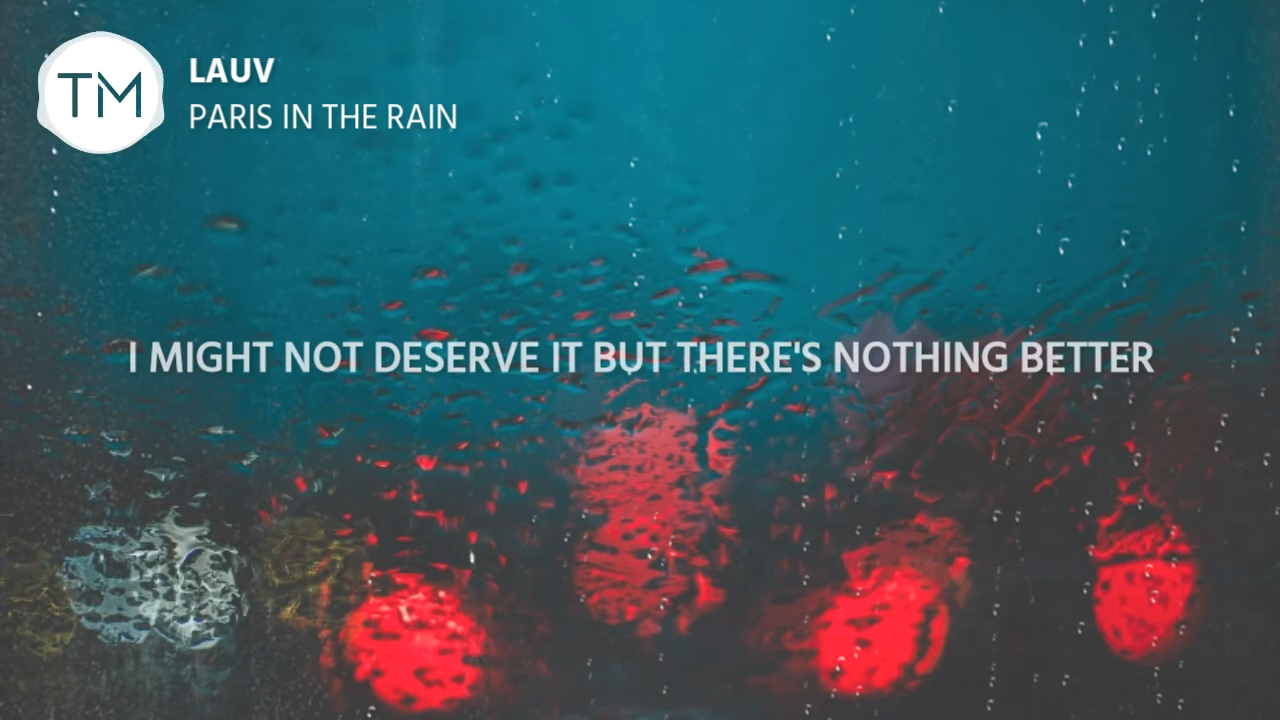 TM
LAUV
PARIS IN THE RAIN
I MIGHT NOT DESERVE IT BUT THERE'S NOTHING BETTER